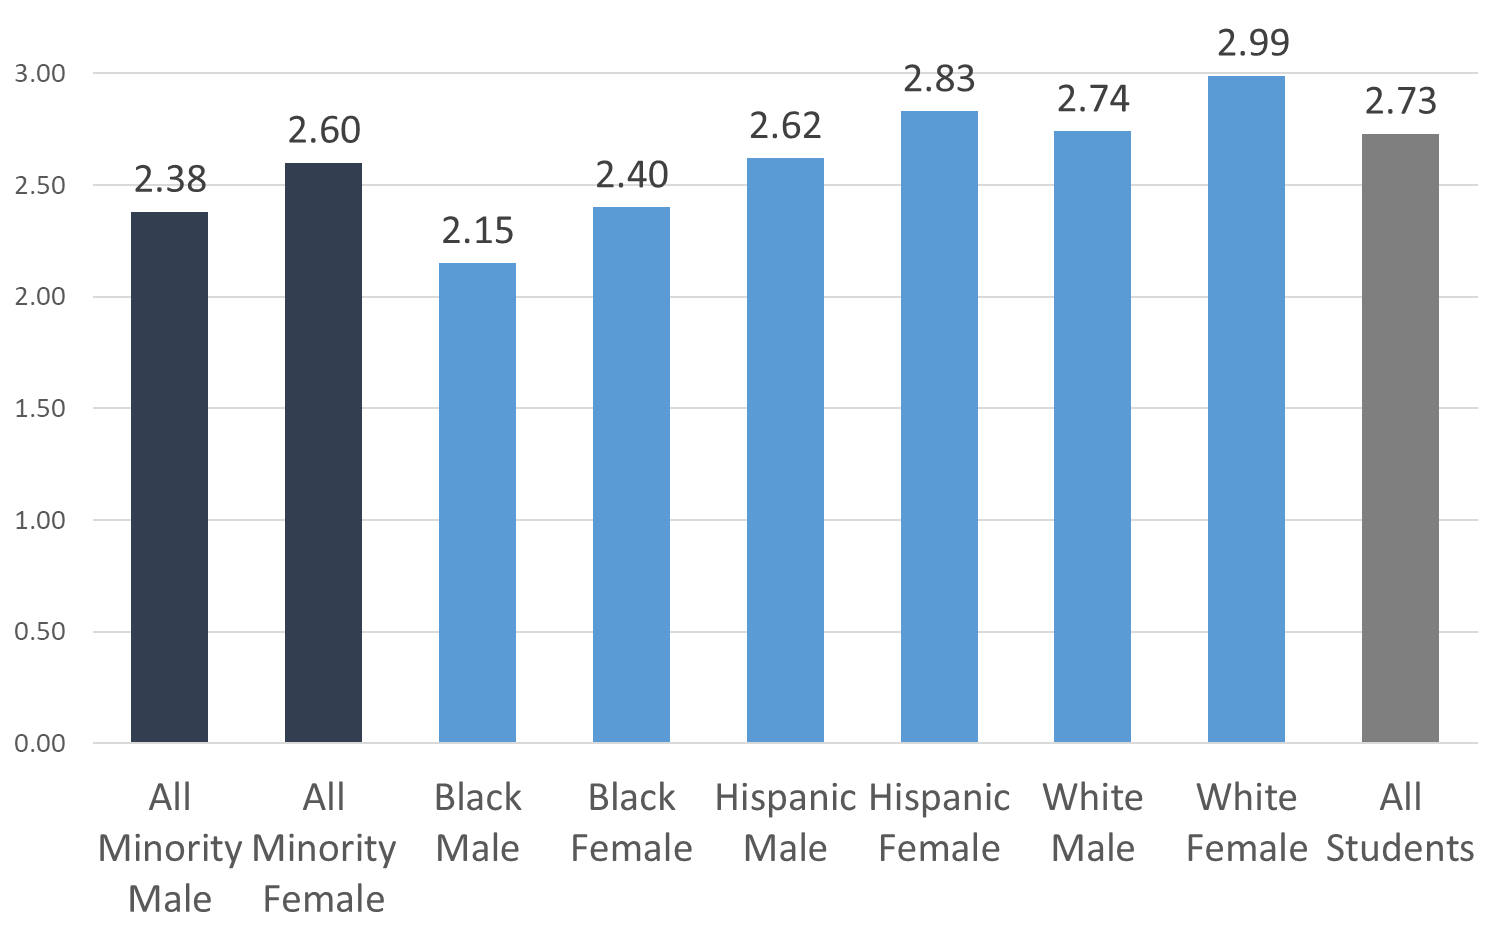 2.99
3.00
2.83
2.74
2.73
2.62
2.60
2.38
2.40
2.50
2.15
2.00
1.50
1.00
0.50
0.00
All Minority Male
All Minority Female
Black Male
Black Female
Hispanic Male
Hispanic Female
White Male
White Female
All Students